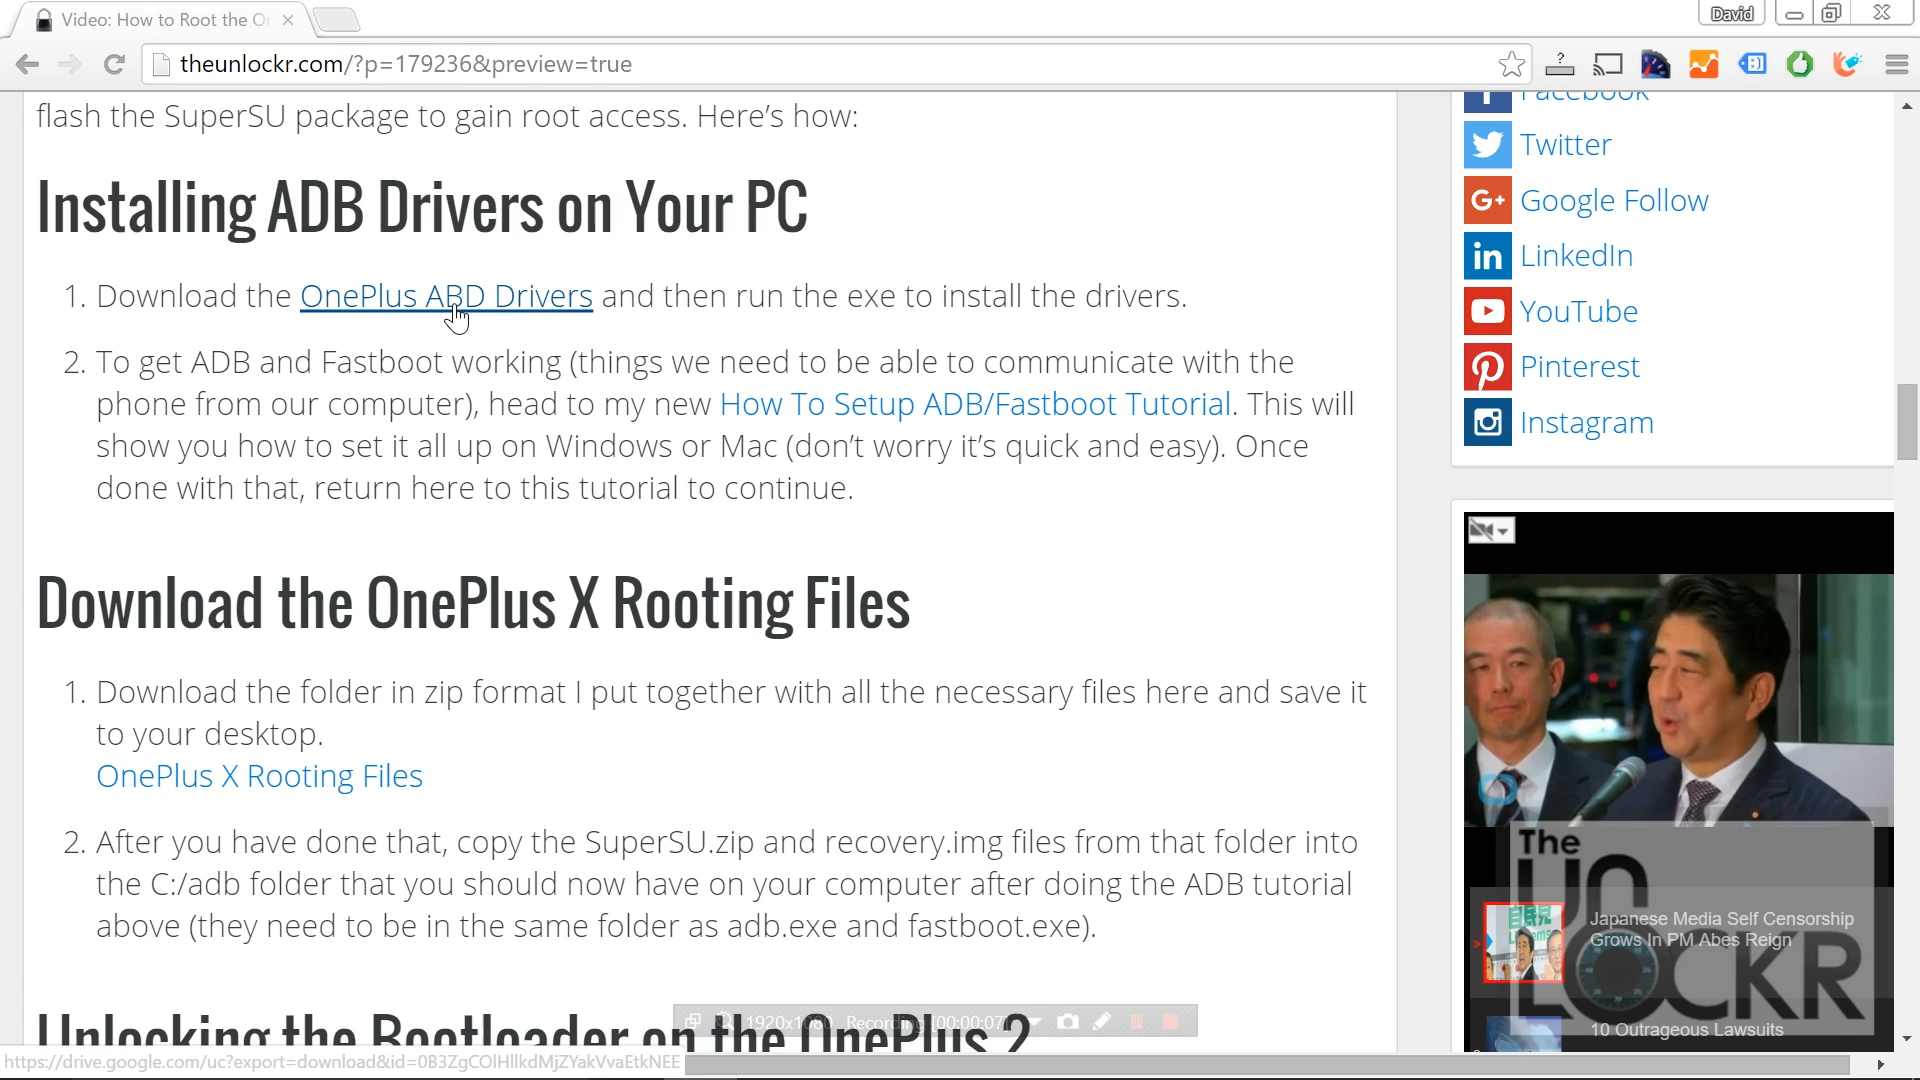 Video: How to Root the O
David
theunlockr.com/?p=179236&preview=true
flash the SuperSU package to gain root access. Here's how:
Facebook
Twitter
Installing ADB Drivers on Your PC
Google Follow
LinkedIn
1. Download the OnePlus ABD Drivers and then run the exe to install the drivers.
YouTube
2. To get ADB and Fastboot working (things we need to be able to communicate with the
Pinterest
phone from our computer), head to my new How To Setup ADB/Fastboot Tutorial. This will
Instagram
show you how to set it all up on Windows or Mac (don't worry it's quick and easy). Once
done with that, return here to this tutorial to continue.
Download the OnePlus X Rooting Files
1. Download the folder in zip format I put together with all the necessary files here and save it
to your desktop.
OnePlus X Rooting Files
2. After you have done that, copy the SuperSU.zip and recovery.img files from that folder into
the C:/adb folder that you should now have on your computer after doing the ADB tutorial
above (they need to be in the same folder as adb.exe and fastboot.exe).
The
UN
LOCKR
Japanese Media Self Censorship
Grows In PM Abes Reign
10 Outrageous Lawsuits
Unlocking the Bootloader on the OnePlus 2
1920x1080 Recording [00:00:07]
https://drive.google.com/uc?export=download&id=0B3ZgCOlHllkdMjZYakVvaEtkNEE